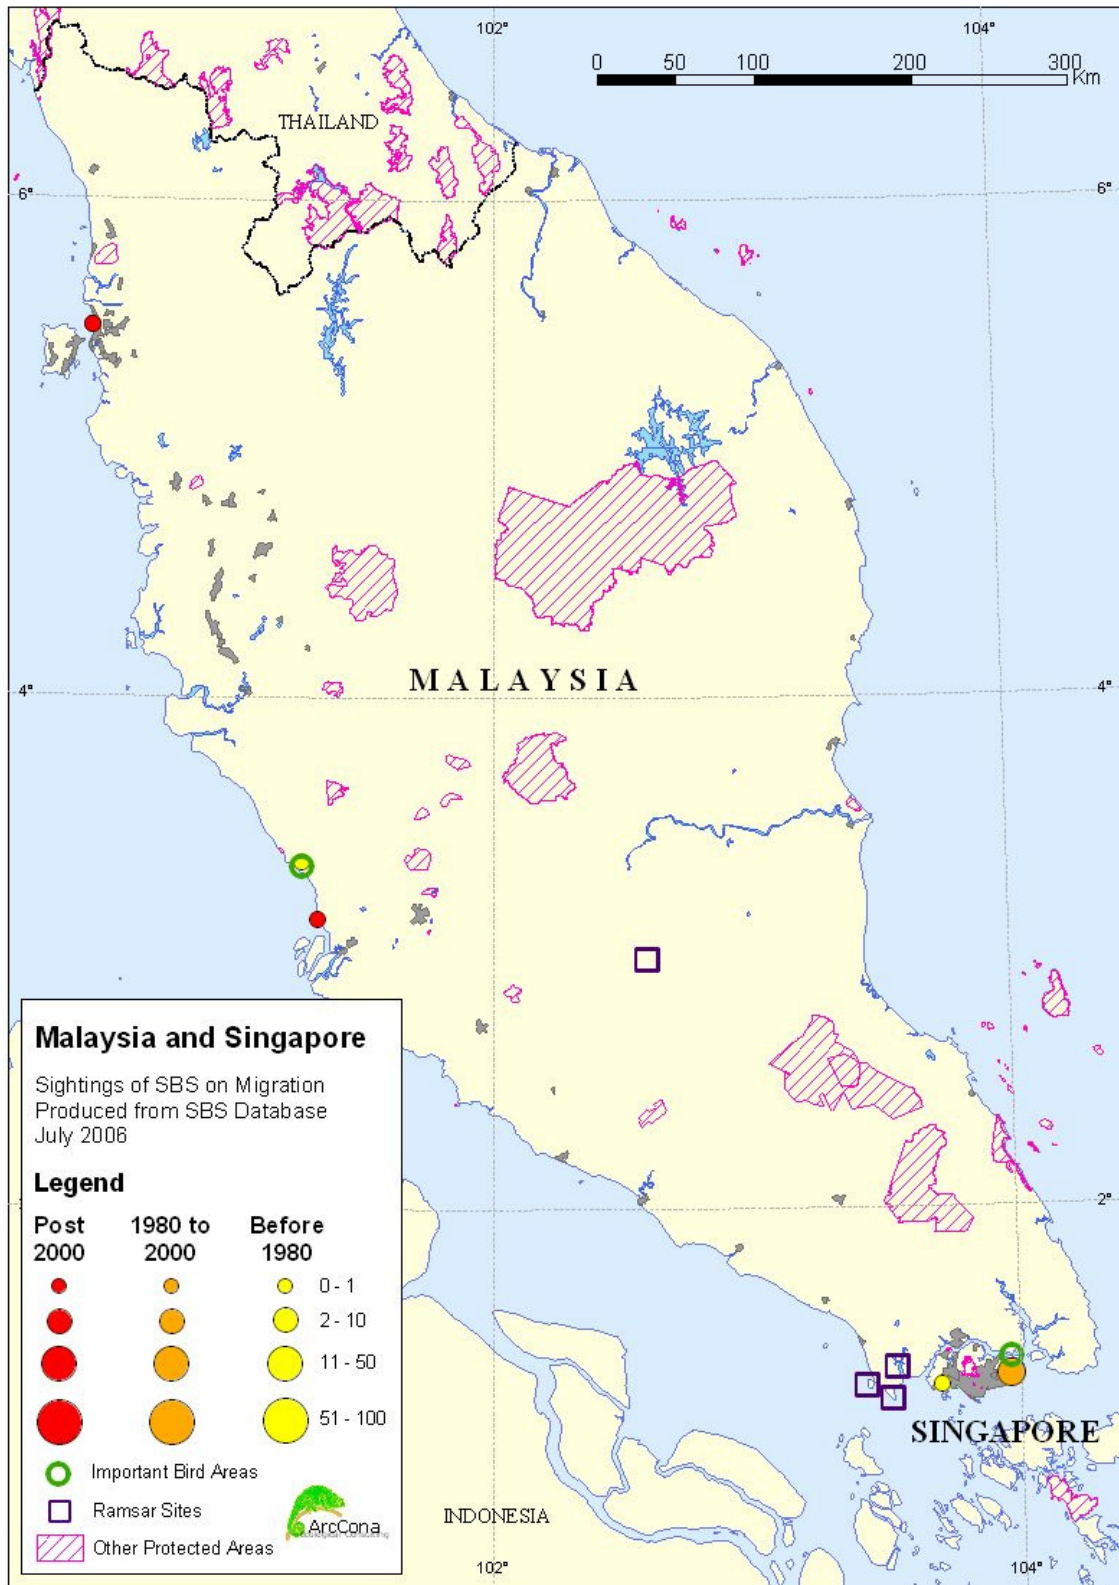 102°
104°
0 50 100 200 300
Km
THAILAND
6°
6°
MALAYSIA
4°
4°
2°
Malaysia and Singapore
Sightings of SBS on Migration
Produced from SBS Database
July 2006
Legend
Post 2000
1980 to 2000
Before 1980
0 - 1
2 - 10
11 - 50
51 - 100
Important Bird Areas
Ramsar Sites
Other Protected Areas
ArcCona
SINGAPORE
INDONESIA
102°
104°